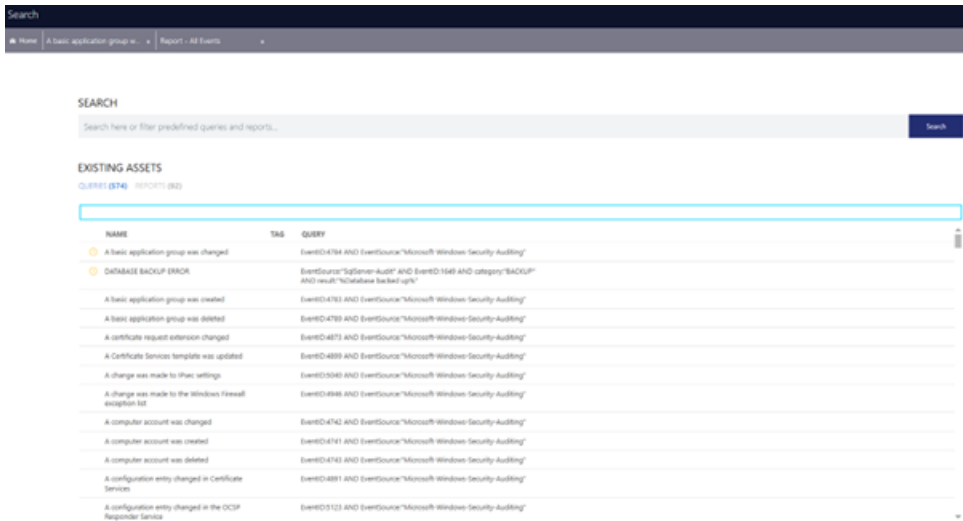 Search
Home A basic application group w... × Report - All Events ×
SEARCH
Search here or filter predefined queries and reports...
Search
EXISTING ASSETS
QUERIES (574) REPORTS (92)
NAME TAG QUERY
A basic application group was changed EventID:4784 AND EventSource:"Microsoft-Windows-Security-Auditing"
DATABASE BACKUP ERROR EventSource:"SqlServer-Audit" AND EventID:1649 AND category:"BACKUP"
AND result:"%Database backed up%"
A basic application group was created EventID:4783 AND EventSource:"Microsoft-Windows-Security-Auditing"
A basic application group was deleted EventID:4789 AND EventSource:"Microsoft-Windows-Security-Auditing"
A certificate request extension changed EventID:4873 AND EventSource:"Microsoft-Windows-Security-Auditing"
A Certificate Services template was updated EventID:4899 AND EventSource:"Microsoft-Windows-Security-Auditing"
A change was made to IPsec settings EventID:5040 AND EventSource:"Microsoft-Windows-Security-Auditing"
A change was made to the Windows Firewall EventID:4946 AND EventSource:"Microsoft-Windows-Security-Auditing"
exception list
A computer account was changed EventID:4742 AND EventSource:"Microsoft-Windows-Security-Auditing"
A computer account was created EventID:4741 AND EventSource:"Microsoft-Windows-Security-Auditing"
A computer account was deleted EventID:4743 AND EventSource:"Microsoft-Windows-Security-Auditing"
A configuration entry changed in Certificate EventID:4891 AND EventSource:"Microsoft-Windows-Security-Auditing"
Services
A configuration entry changed in the OCSP EventID:5123 AND EventSource:"Microsoft-Windows-Security-Auditing"
Responder Service